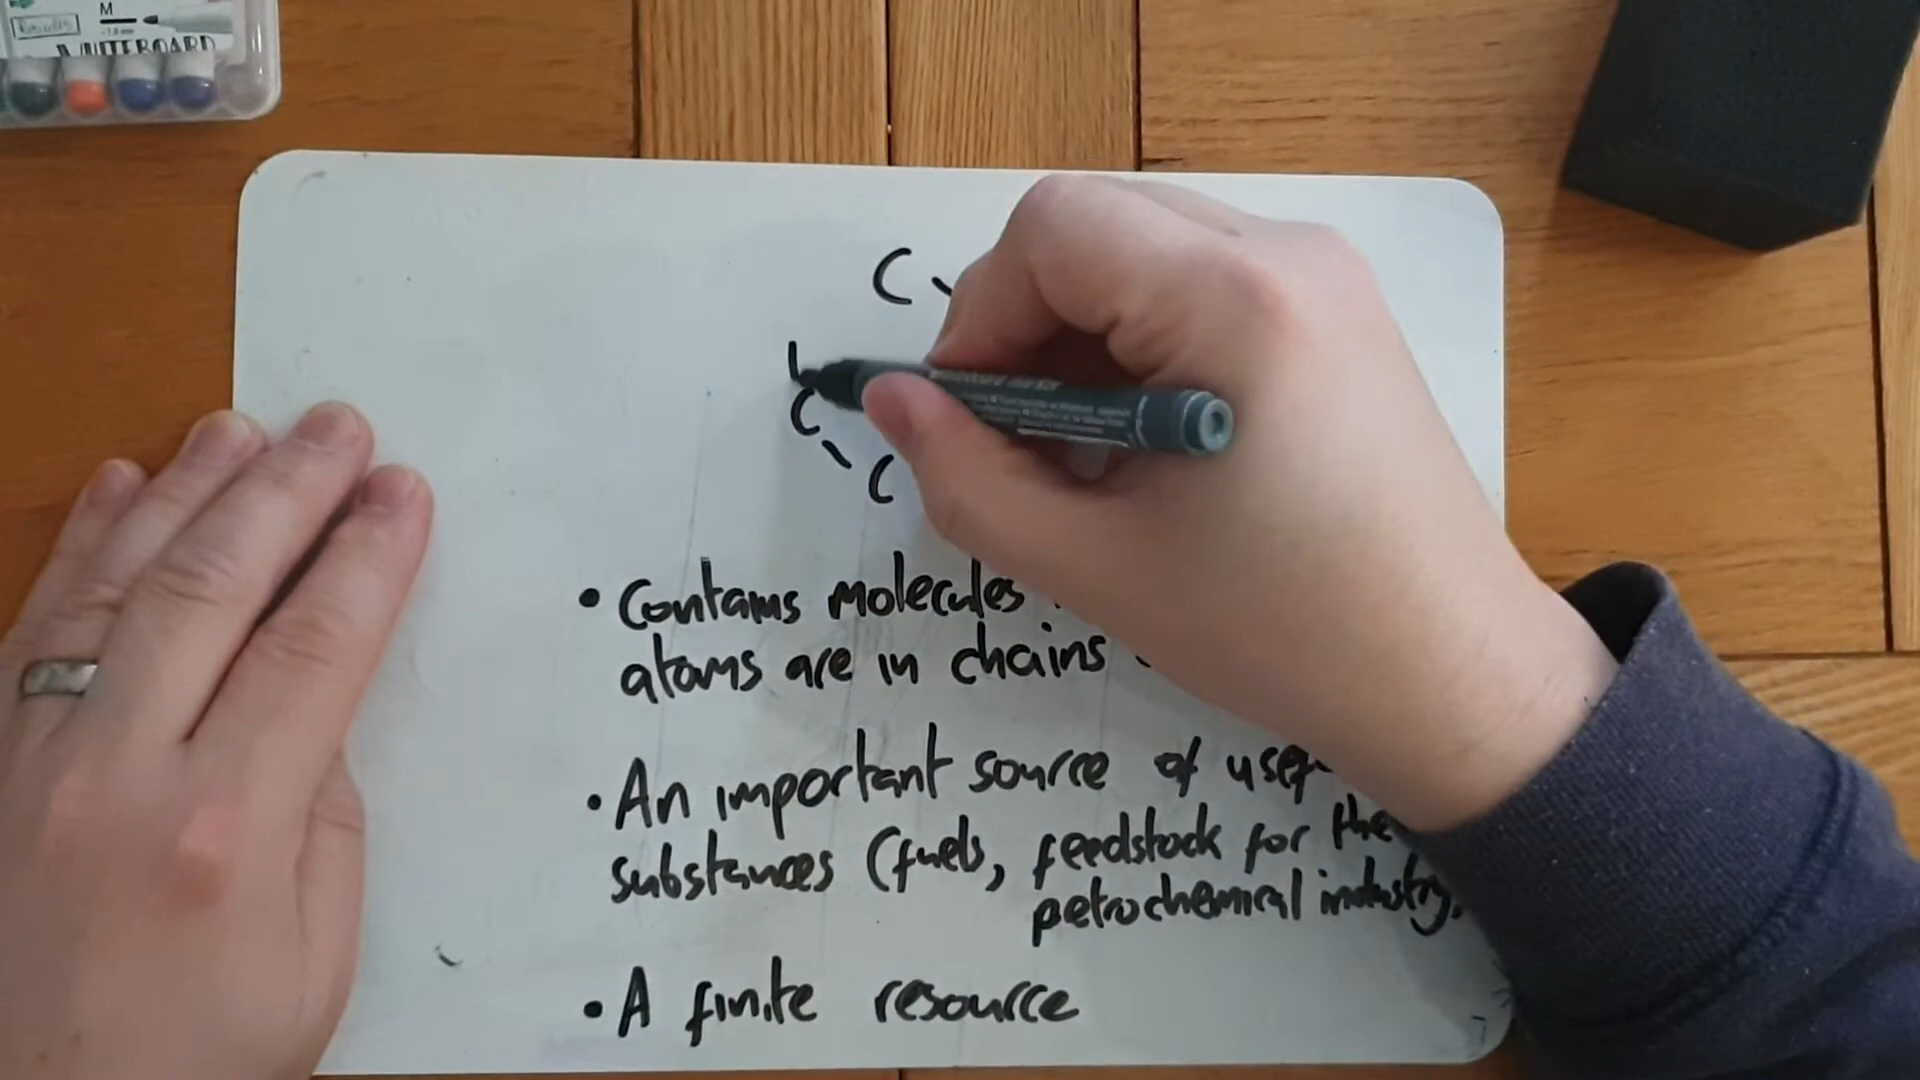 M
WHITEBOARD
C
C
C
• Contains molecules
atoms are in chains
• An important source of usef
substances (fuels, feedstock for the
petrochemical industry,
• A finite resource